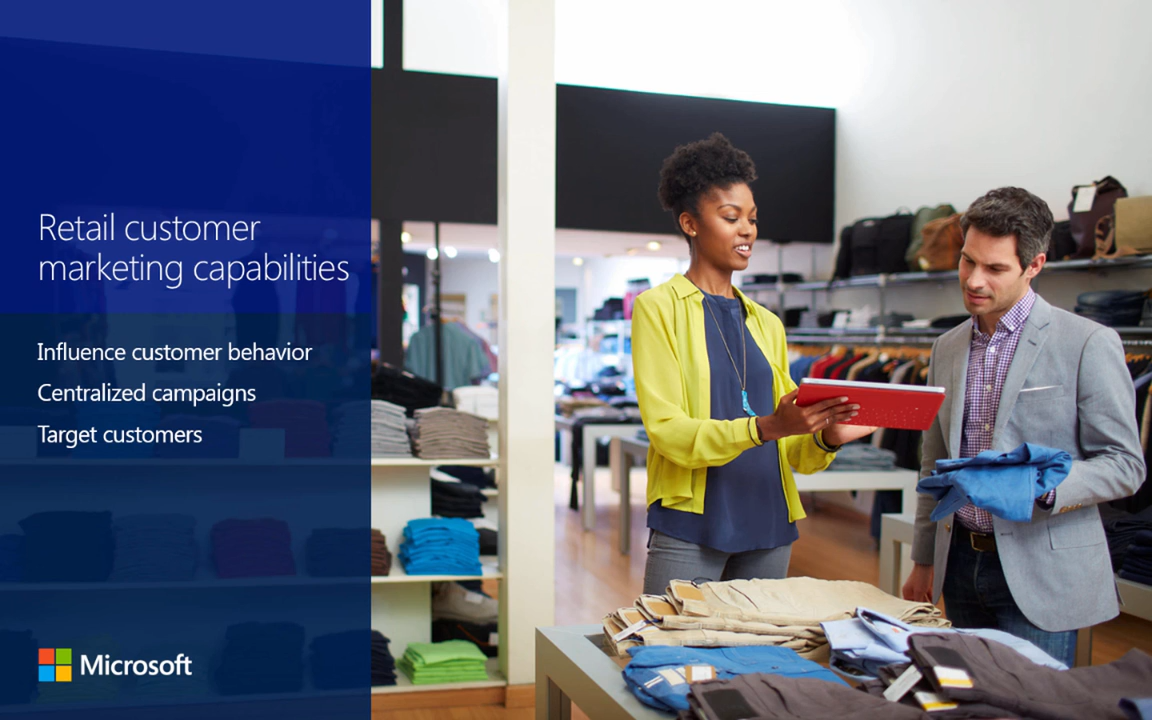 Retail customer
marketing capabilities
Influence customer behavior
Centralized campaigns
Target customers
Microsoft